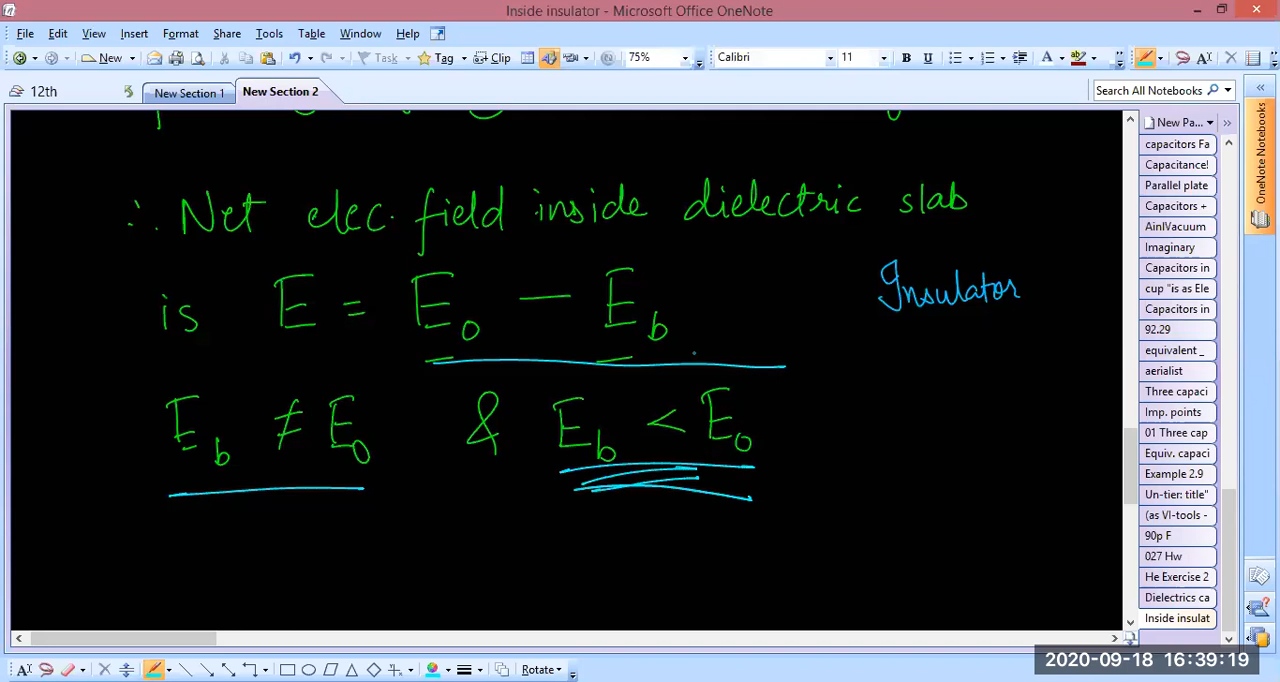 Inside insulator - Microsoft Office OneNote
File Edit View Insert Format Share Tools Table Window Help
New Task Tag Clip 75% Calibri 11 B U A
12th New Section 1 New Section 2 Search All Notebooks
∴ Net elec. field inside dielectric slab
Insulator
is E = E₀ − E_b
E_b ≠ E₀ & E_b < E₀
OneNote Notebooks
New Pa...
capacitors Fa
Capacitance!
Parallel plate
Capacitors +
AinlVacuum
Imaginary
Capacitors in
cup "is as Ele
Capacitors in
92.29
equivalent _
aerialist
Three capaci
Imp. points
01 Three cap
Equiv. capaci
Example 2.9
Un-tier: title"
(as VI-tools -
90p F
027 Hw
He Exercise 2
Dielectrics ca
Inside insulat
2020-09-18 16:39:19
Rotate